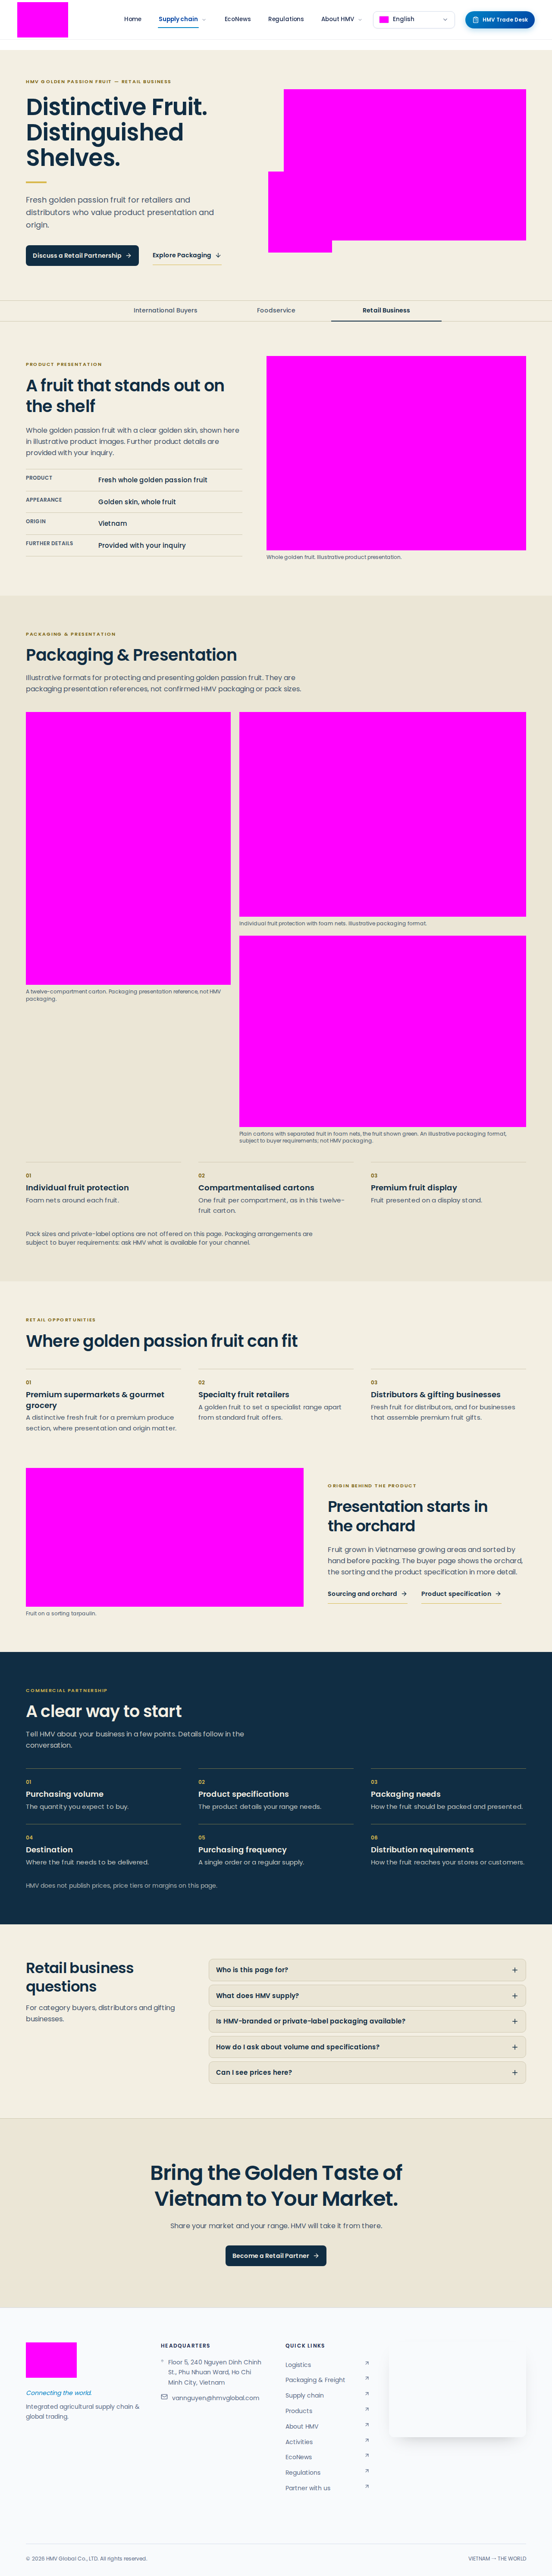 Home
Supply chain
EcoNews
Regulations
About HMV
English
HMV Trade Desk
HMV GOLDEN PASSION FRUIT — RETAIL BUSINESS
Distinctive Fruit.
Distinguished
Shelves.
Fresh golden passion fruit for retailers and
distributors who value product presentation and
origin.
Discuss a Retail Partnership →
Explore Packaging ↓
International Buyers
Foodservice
Retail Business
PRODUCT PRESENTATION
A fruit that stands out on
the shelf
Whole golden passion fruit with a clear golden skin, shown here
in illustrative product images. Further product details are
provided with your inquiry.
PRODUCT
Fresh whole golden passion fruit
APPEARANCE
Golden skin, whole fruit
ORIGIN
Vietnam
FURTHER DETAILS
Provided with your inquiry
Whole golden fruit. Illustrative product presentation.
PACKAGING & PRESENTATION
Packaging & Presentation
Illustrative formats for protecting and presenting golden passion fruit. They are
packaging presentation references, not confirmed HMV packaging or pack sizes.
Individual fruit protection with foam nets. Illustrative packaging format.
A twelve-compartment carton. Packaging presentation reference, not HMV
packaging.
Plain cartons with separated fruit in foam nets, the fruit shown green. An illustrative packaging format,
subject to buyer requirements; not HMV packaging.
01
Individual fruit protection
Foam nets around each fruit.
02
Compartmentalised cartons
One fruit per compartment, as in this twelve-
fruit carton.
03
Premium fruit display
Fruit presented on a display stand.
Pack sizes and private-label options are not offered on this page. Packaging arrangements are
subject to buyer requirements: ask HMV what is available for your channel.
RETAIL OPPORTUNITIES
Where golden passion fruit can fit
01
Premium supermarkets & gourmet
grocery
A distinctive fresh fruit for a premium produce
section, where presentation and origin matter.
02
Specialty fruit retailers
A golden fruit to set a specialist range apart
from standard fruit offers.
03
Distributors & gifting businesses
Fresh fruit for distributors, and for businesses
that assemble premium fruit gifts.
Fruit on a sorting tarpaulin.
ORIGIN BEHIND THE PRODUCT
Presentation starts in
the orchard
Fruit grown in Vietnamese growing areas and sorted by
hand before packing. The buyer page shows the orchard,
the sorting and the product specification in more detail.
Sourcing and orchard →
Product specification →
COMMERCIAL PARTNERSHIP
A clear way to start
Tell HMV about your business in a few points. Details follow in the
conversation.
01
Purchasing volume
The quantity you expect to buy.
02
Product specifications
The product details your range needs.
03
Packaging needs
How the fruit should be packed and presented.
04
Destination
Where the fruit needs to be delivered.
05
Purchasing frequency
A single order or a regular supply.
06
Distribution requirements
How the fruit reaches your stores or customers.
HMV does not publish prices, price tiers or margins on this page.
Retail business
questions
For category buyers, distributors and gifting
businesses.
Who is this page for?
What does HMV supply?
Is HMV-branded or private-label packaging available?
How do I ask about volume and specifications?
Can I see prices here?
Bring the Golden Taste of
Vietnam to Your Market.
Share your market and your range. HMV will take it from there.
Become a Retail Partner →
Connecting the world.
Integrated agricultural supply chain &
global trading.
HEADQUARTERS
Floor 5, 240 Nguyen Dinh Chinh
St., Phu Nhuan Ward, Ho Chi
Minh City, Vietnam
vannguyen@hmvglobal.com
QUICK LINKS
Logistics
Packaging & Freight
Supply chain
Products
About HMV
Activities
EcoNews
Regulations
Partner with us
© 2026 HMV Global Co., LTD. All rights reserved.
VIETNAM → THE WORLD